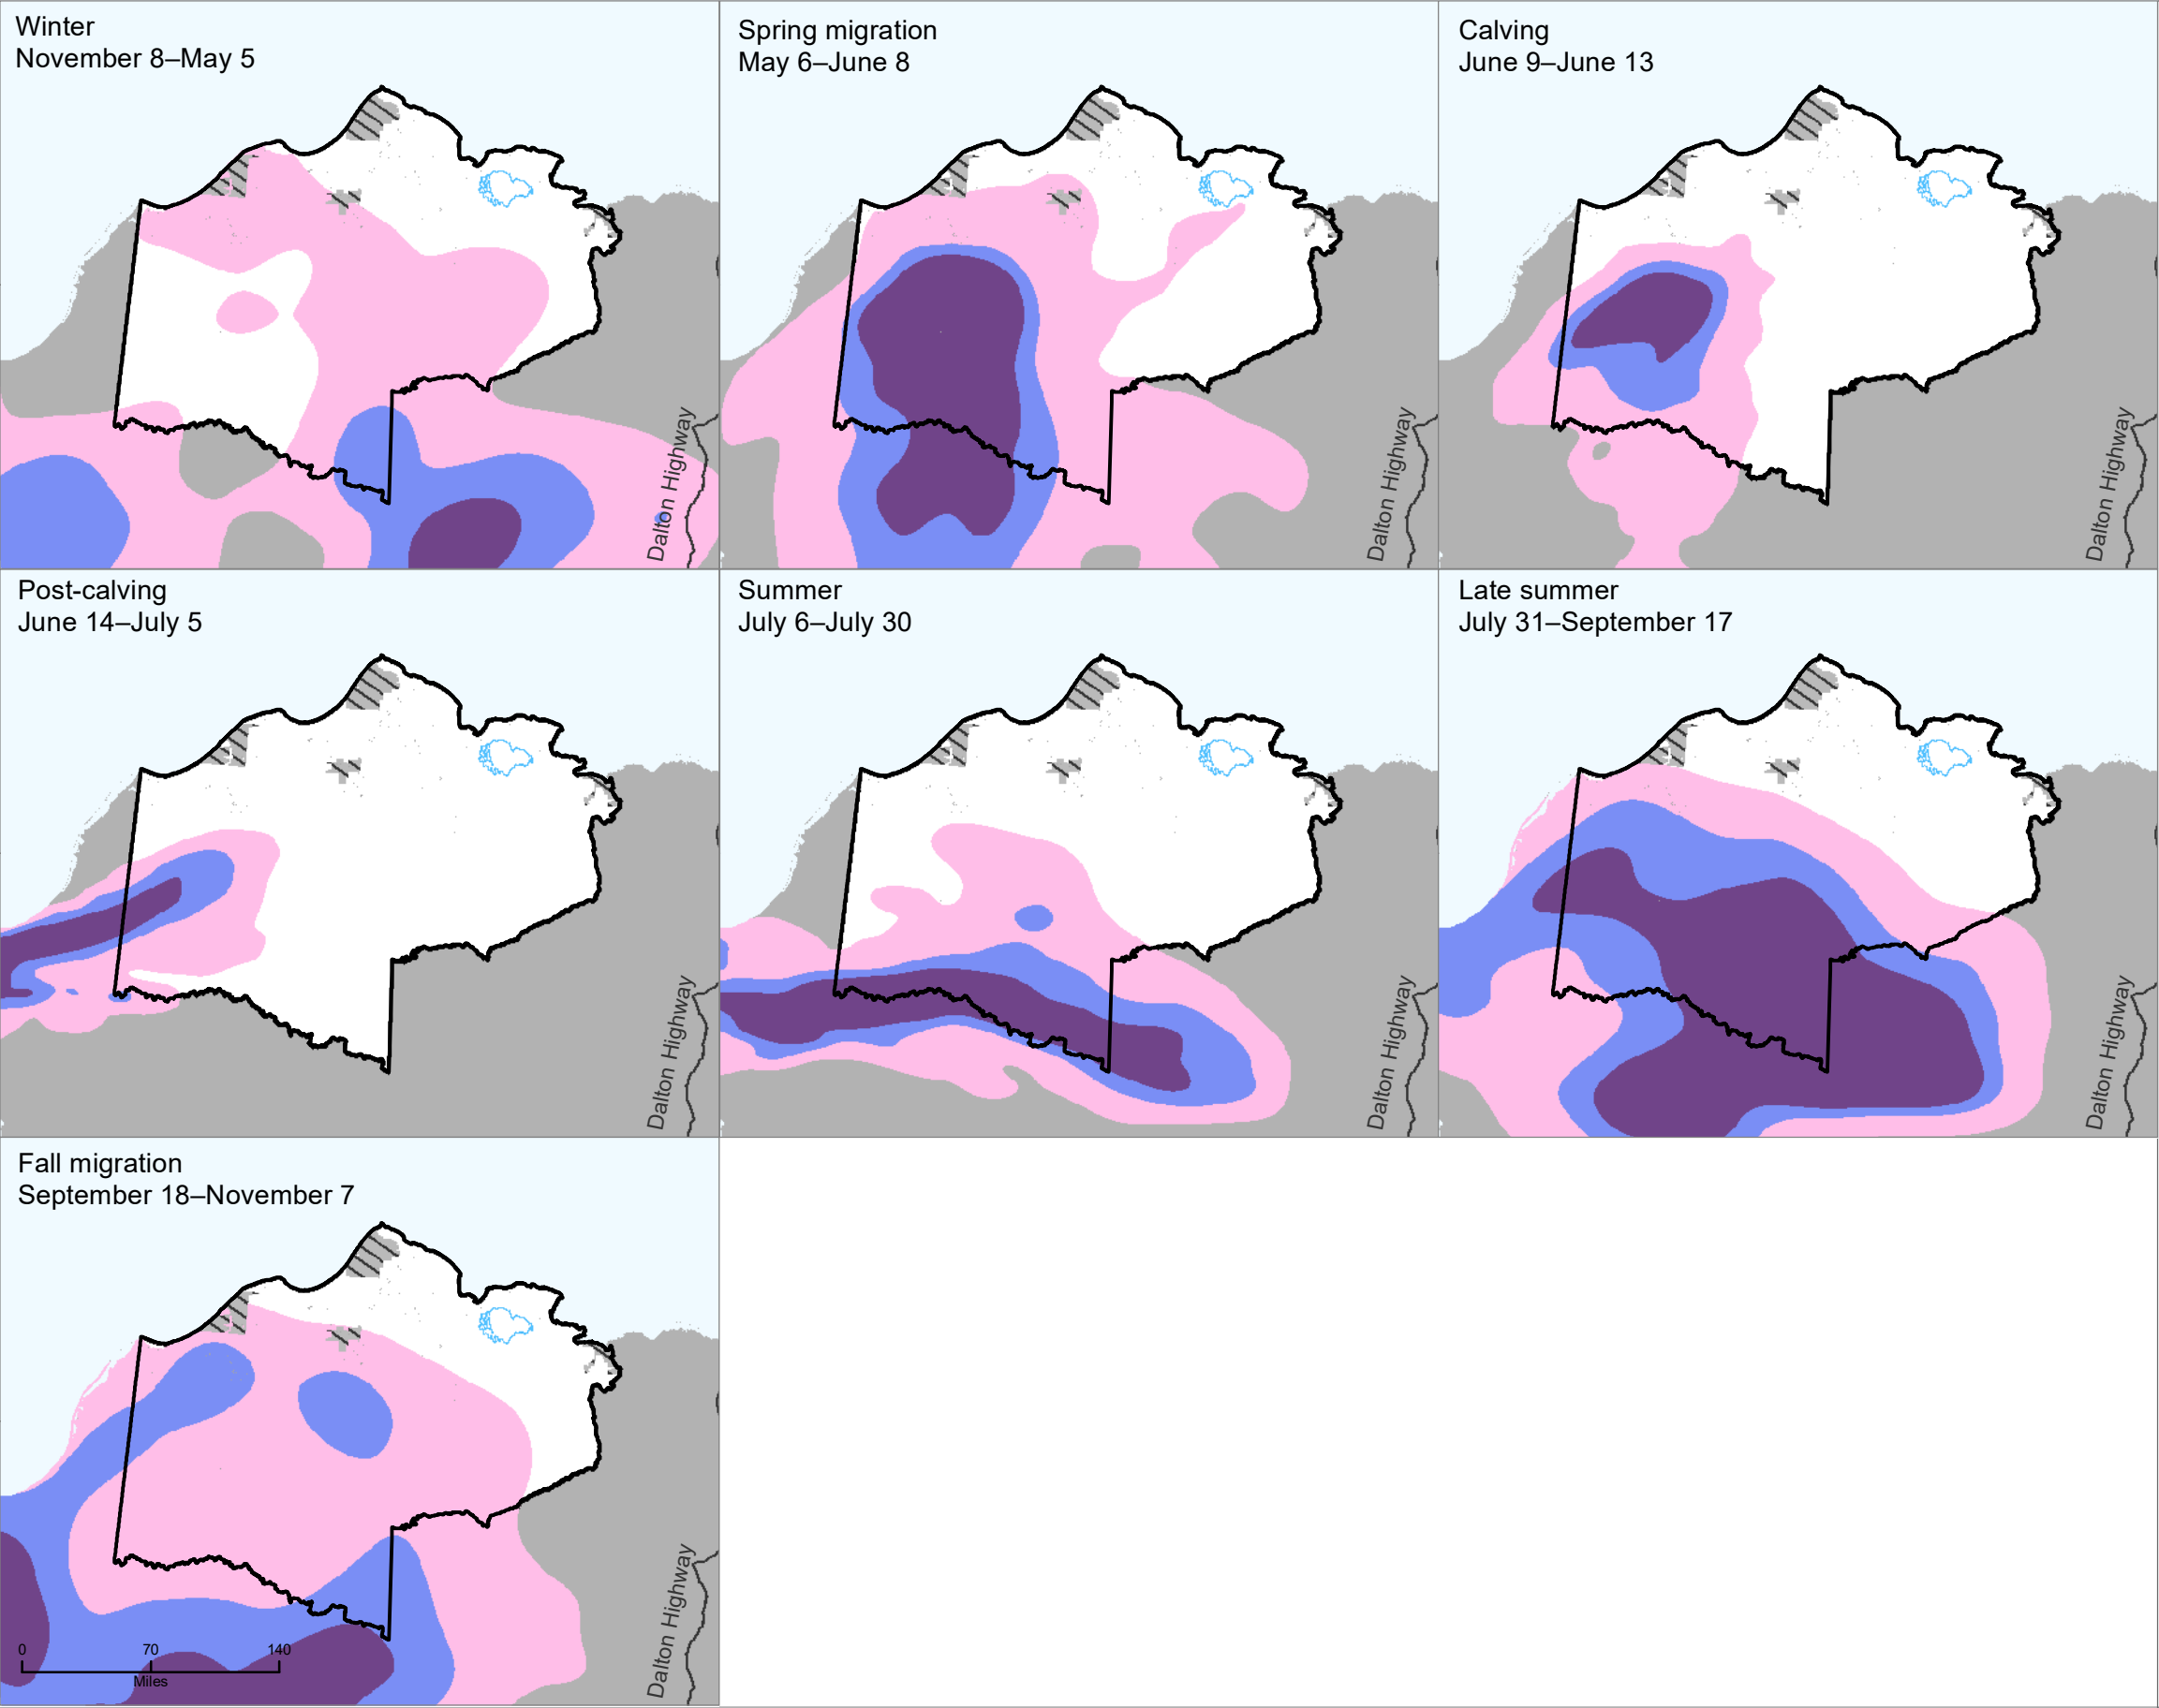 Winter
November 8–May 5
Spring migration
May 6–June 8
Calving
June 9–June 13
Dalton Highway
Dalton Highway
Dalton Highway
Post-calving
June 14–July 5
Summer
July 6–July 30
Late summer
July 31–September 17
Dalton Highway
Dalton Highway
Dalton Highway
Fall migration
September 18–November 7
Dalton Highway
0 70 140
Miles